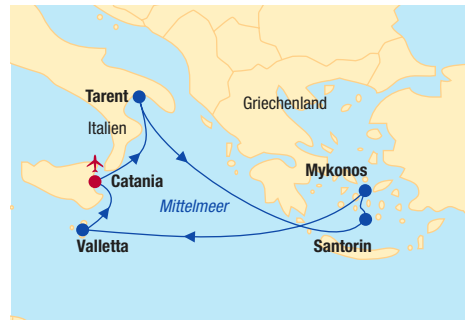 Tarent
Griechenland
Italien
Mykonos
Catania
Mittelmeer
Valletta
Santorin